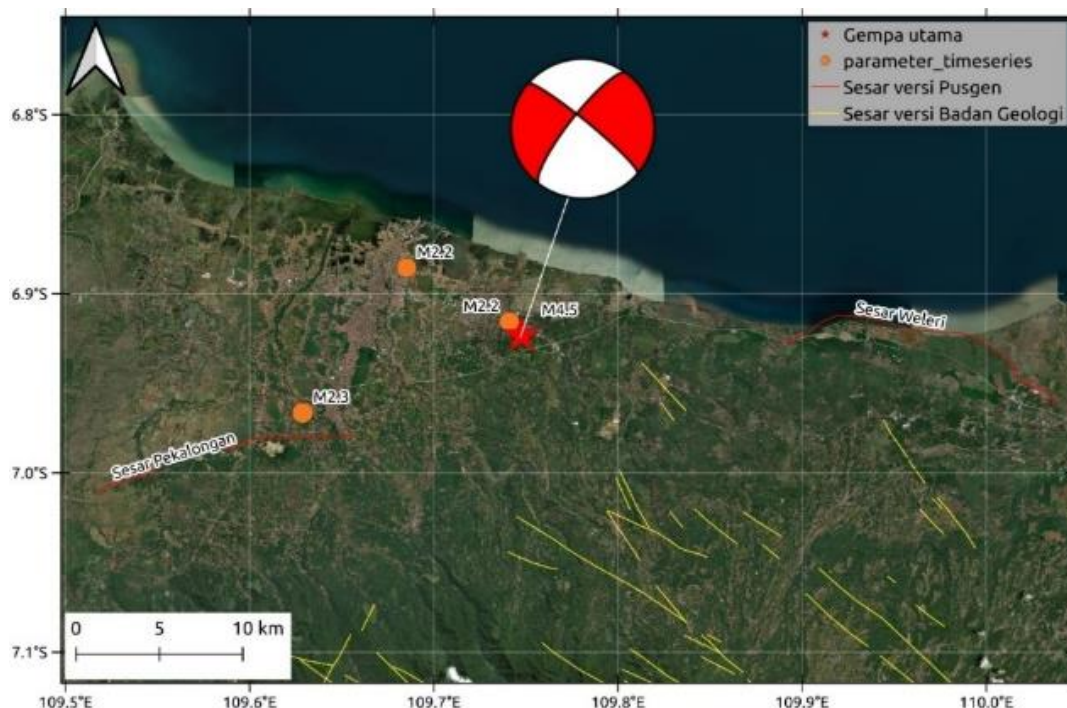 Gempa utama
parameter_timeseries
Sesar versi Pusgen
Sesar versi Badan Geologi
6.8°S
M2.2
6.9°S
M2.2
M4.5
Sesar Weleri
M2.3
Sesar Pekalongan
7.0°S
0 5 10 km
7.1°S
109.5°E 109.6°E 109.7°E 109.8°E 109.9°E 110.0°E